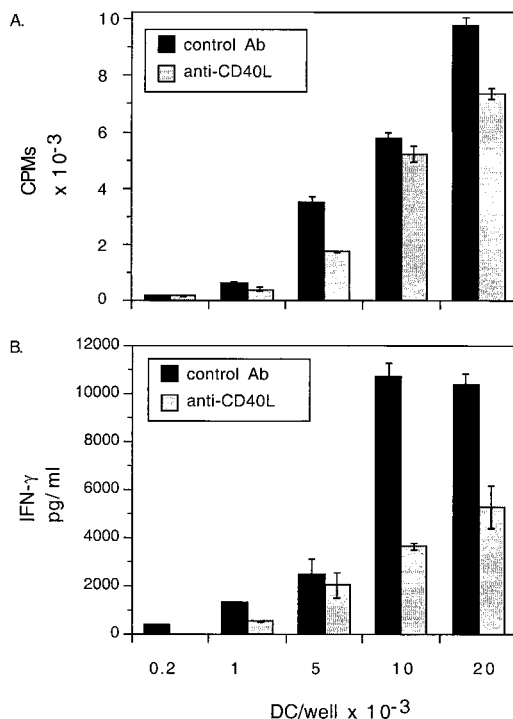 A.
control Ab
anti-CD40L
CPMs
x 10-3
10
8
6
4
2
0
B.
control Ab
anti-CD40L
IFN-γ
pg/ml
12000
10000
8000
6000
4000
2000
0
0.2 1 5 10 20
DC/well x 10-3